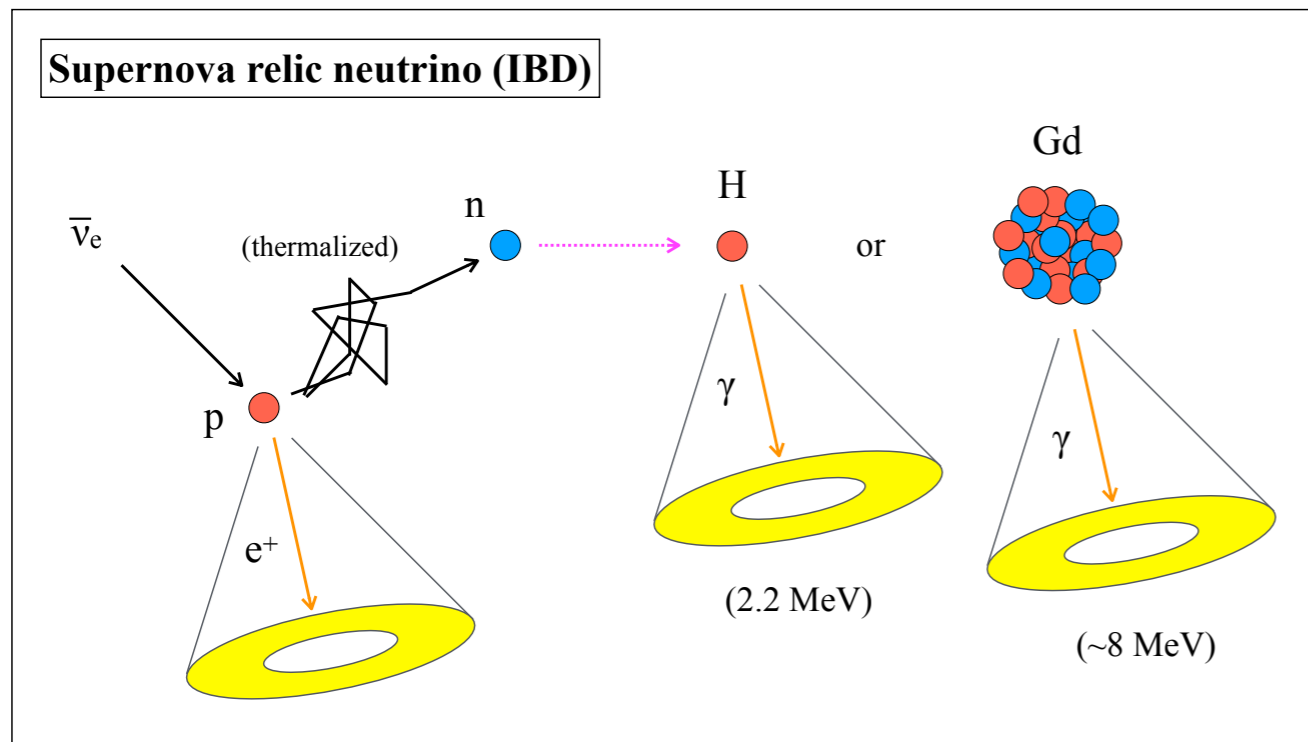 Supernova relic neutrino (IBD)
Gd
H
n
ν̅ₑ
(thermalized)
or
γ
p
γ
e⁺
(2.2 MeV)
(~8 MeV)